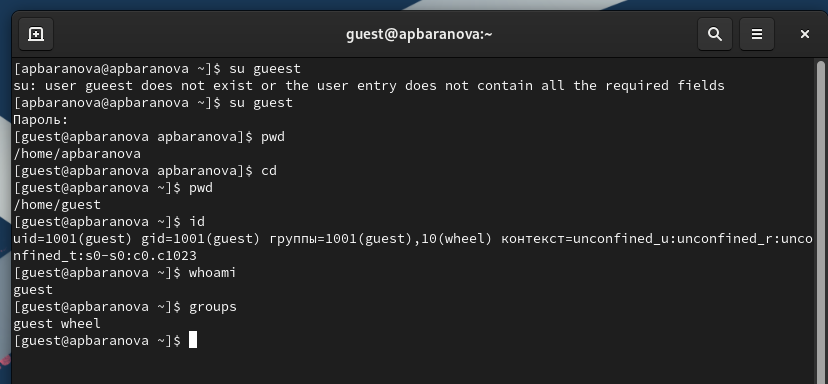 guest@apbaranova:~
[apbaranova@apbaranova ~]$ su gueest
su: user gueest does not exist or the user entry does not contain all the required fields
[apbaranova@apbaranova ~]$ su guest
Пароль:
[guest@apbaranova apbaranova]$ pwd
/home/apbaranova
[guest@apbaranova apbaranova]$ cd
[guest@apbaranova ~]$ pwd
/home/guest
[guest@apbaranova ~]$ id
uid=1001(guest) gid=1001(guest) группы=1001(guest),10(wheel) контекст=unconfined_u:unconfined_r:unco
nfined_t:s0-s0:c0.c1023
[guest@apbaranova ~]$ whoami
guest
[guest@apbaranova ~]$ groups
guest wheel
[guest@apbaranova ~]$